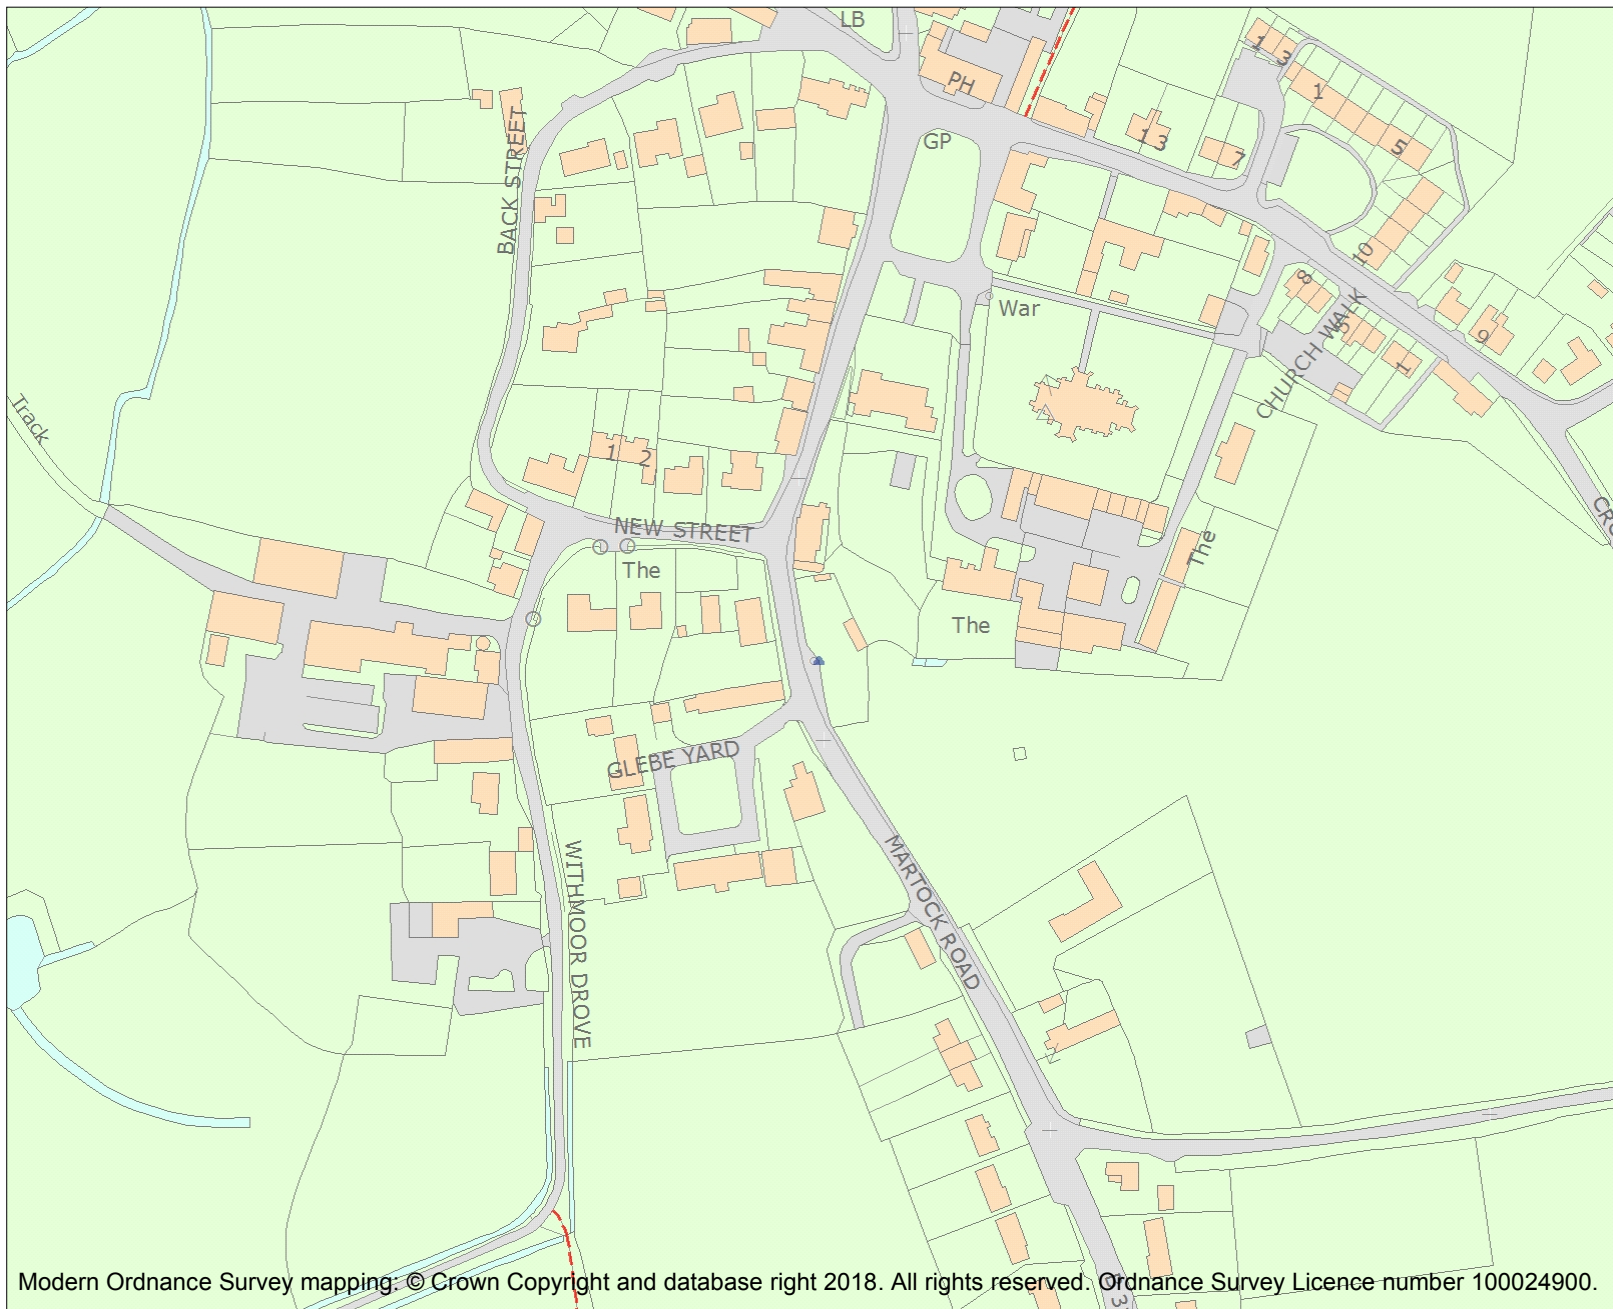 LB
PH
GP
1 3
1
5
1 3
7
BACK STREET
10
8
War
CHURCH WALK
5
9
1
Track
1 2
NEW STREET
The
The
The
GLEBE YARD
MARTOCK ROAD
WITHMOOR DROVE
Modern Ordnance Survey mapping: © Crown Copyright and database right 2018. All rights reserved. Ordnance Survey Licence number 100024900.